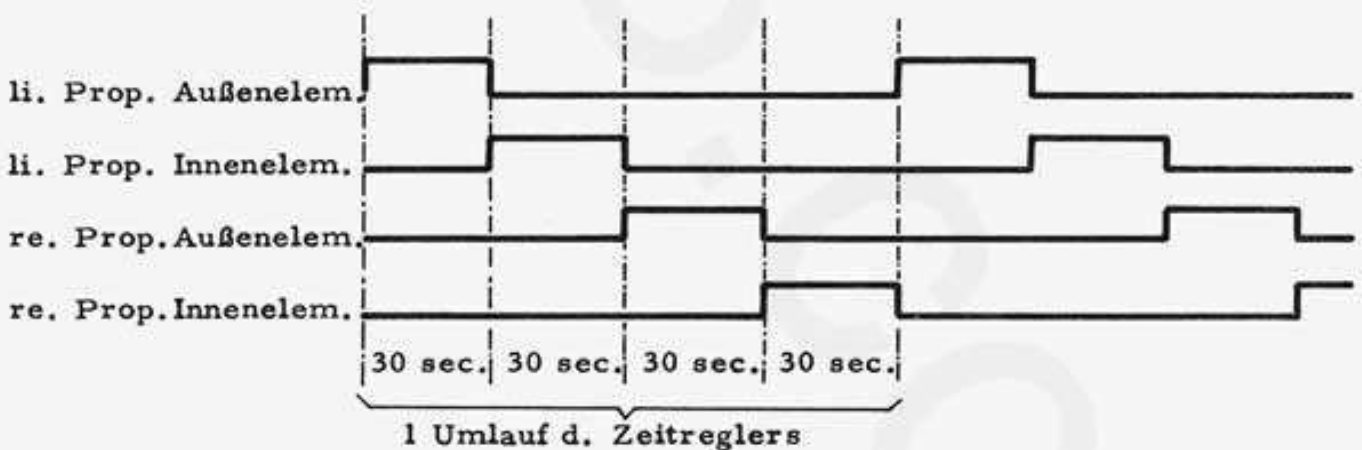 li. Prop. Außenelem.
li. Prop. Innenelem.
re. Prop. Außenelem.
re. Prop. Innenelem.
30 sec. 30 sec. 30 sec. 30 sec.
1 Umlauf d. Zeitreglers